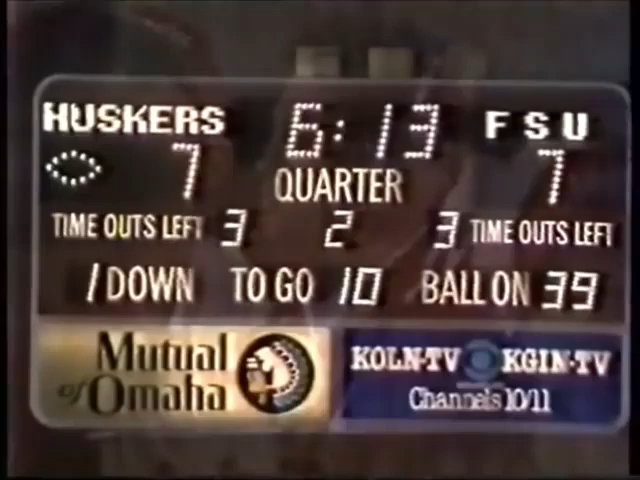 HUSKERS 6:13 FSU
7 QUARTER 7
TIME OUTS LEFT 3 2 3 TIME OUTS LEFT
1 DOWN TO GO 10 BALL ON 39
Mutual of Omaha
KOLN-TV KGIN-TV
Channels 10/11